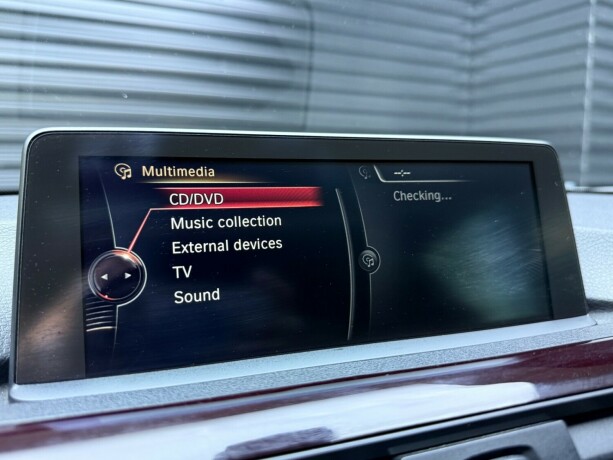 Multimedia
CD/DVD
Music collection
External devices
TV
Sound
--:--
Checking...